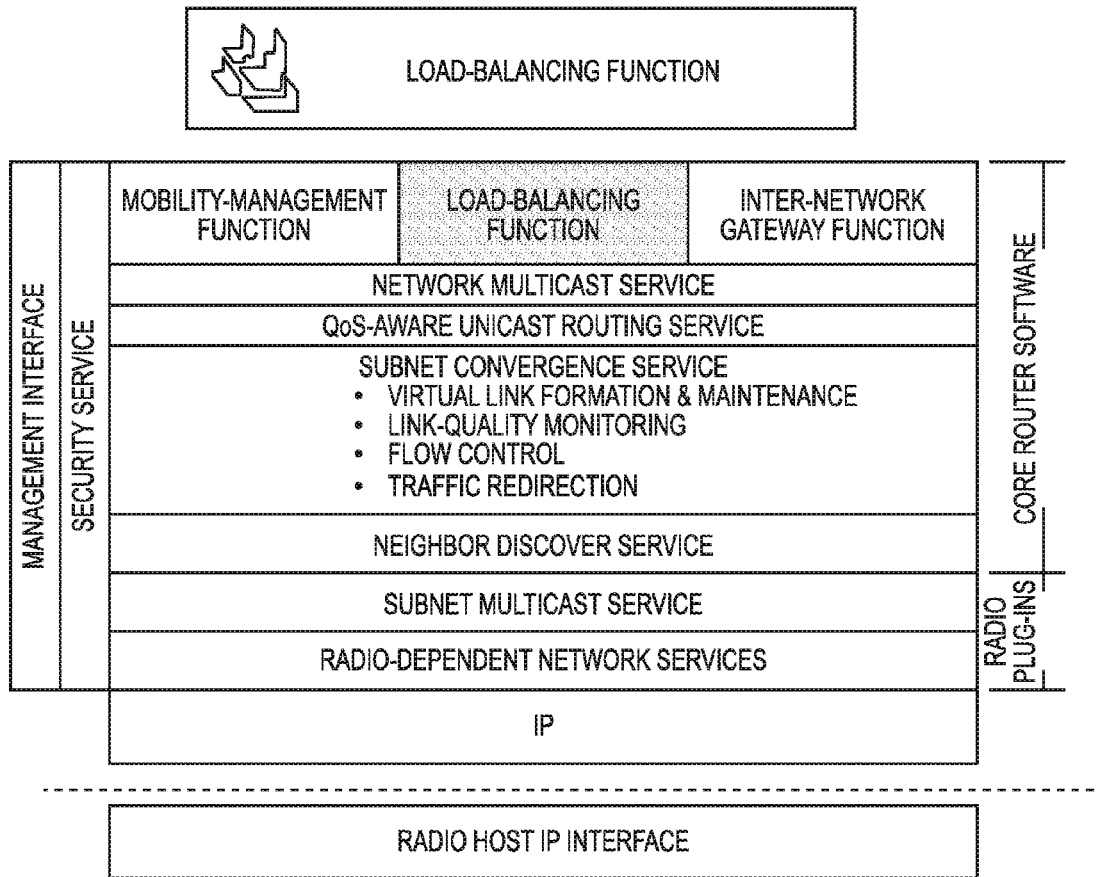 LOAD-BALANCING FUNCTION
MANAGEMENT INTERFACE
SECURITY SERVICE
MOBILITY-MANAGEMENT
FUNCTION
LOAD-BALANCING
FUNCTION
INTER-NETWORK
GATEWAY FUNCTION
NETWORK MULTICAST SERVICE
QoS-AWARE UNICAST ROUTING SERVICE
SUBNET CONVERGENCE SERVICE
• VIRTUAL LINK FORMATION & MAINTENANCE
• LINK-QUALITY MONITORING
• FLOW CONTROL
• TRAFFIC REDIRECTION
NEIGHBOR DISCOVER SERVICE
SUBNET MULTICAST SERVICE
RADIO-DEPENDENT NETWORK SERVICES
CORE ROUTER SOFTWARE
RADIO
PLUG-INS
IP
RADIO HOST IP INTERFACE